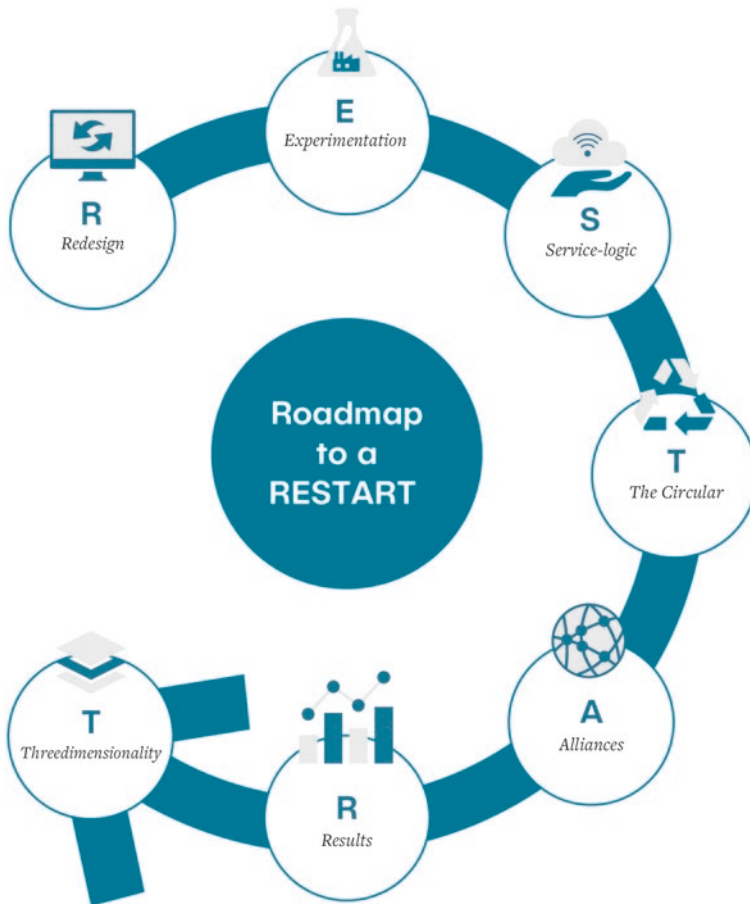 E
Experimentation
R
Redesign
S
Service-logic
Roadmap
to a
RESTART
T
The Circular
A
Alliances
T
Threedimensionality
R
Results